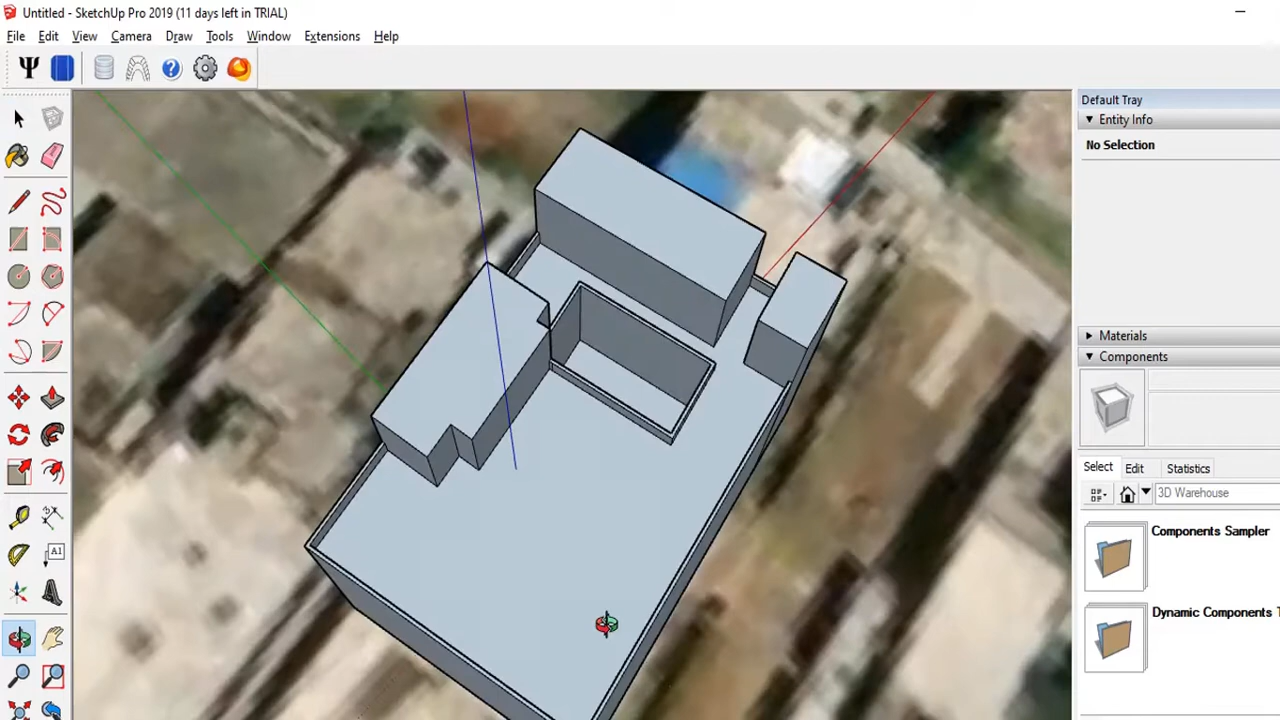 Untitled - SketchUp Pro 2019 (11 days left in TRIAL)
File Edit View Camera Draw Tools Window Extensions Help
Default Tray
Entity Info
No Selection
Materials
Components
Select Edit Statistics
3D Warehouse
Components Sampler
Dynamic Components T
A1